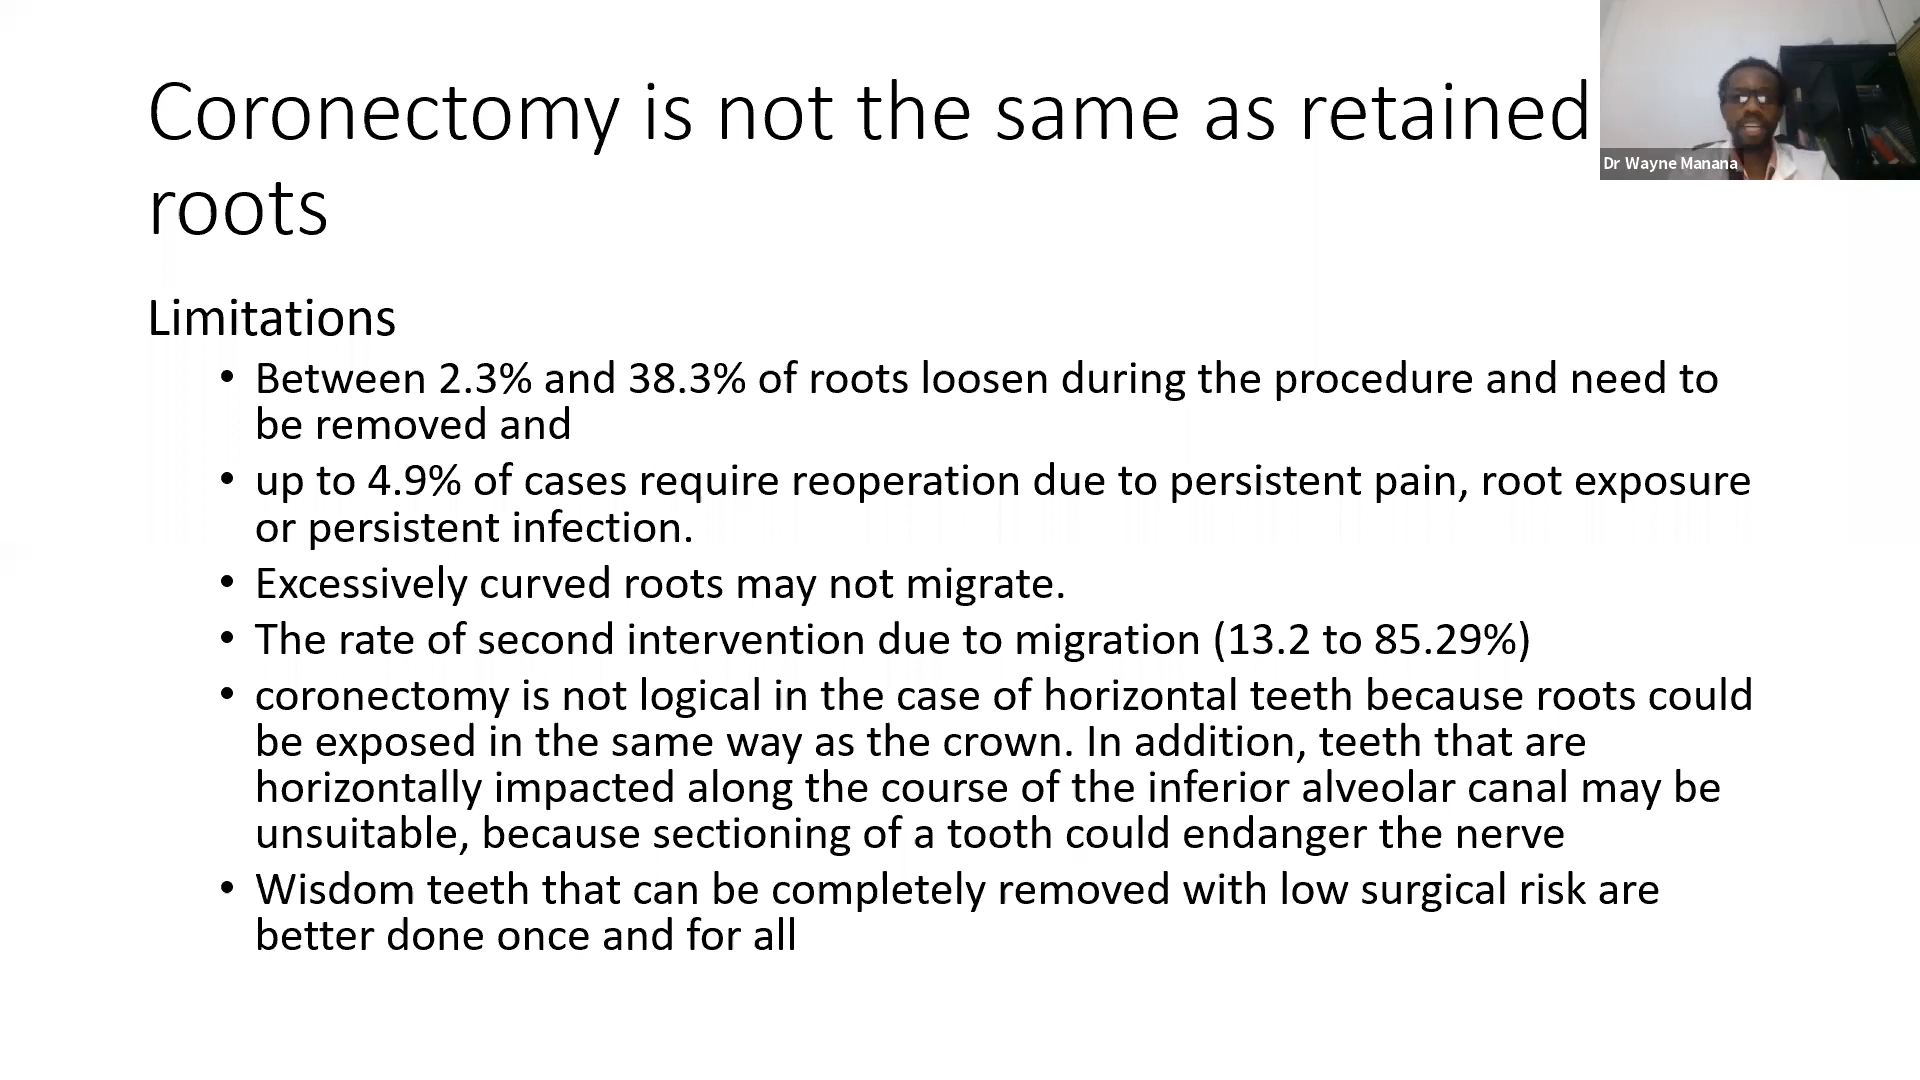 Coronectomy is not the same as retained
roots
Dr Wayne Manana
Limitations
• Between 2.3% and 38.3% of roots loosen during the procedure and need to
be removed and
• up to 4.9% of cases require reoperation due to persistent pain, root exposure
or persistent infection.
• Excessively curved roots may not migrate.
• The rate of second intervention due to migration (13.2 to 85.29%)
• coronectomy is not logical in the case of horizontal teeth because roots could
be exposed in the same way as the crown. In addition, teeth that are
horizontally impacted along the course of the inferior alveolar canal may be
unsuitable, because sectioning of a tooth could endanger the nerve
• Wisdom teeth that can be completely removed with low surgical risk are
better done once and for all